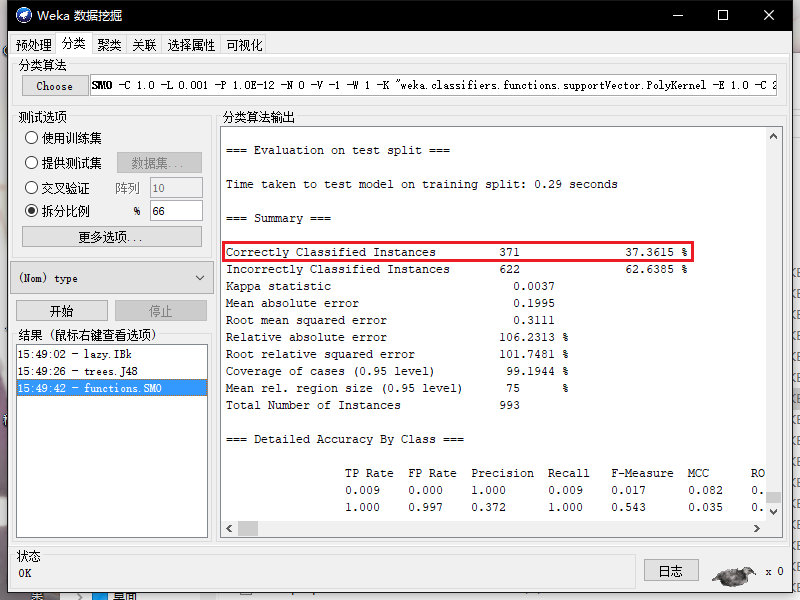 Weka 数据挖掘
预处理 分类 聚类 关联 选择属性 可视化
分类算法
Choose SMO -C 1.0 -L 0.001 -P 1.0E-12 -N 0 -V -1 -W 1 -K "weka.classifiers.functions.supportVector.PolyKernel -E 1.0 -C 2
测试选项
使用训练集
提供测试集 数据集...
交叉验证 阵列 10
拆分比例 % 66
更多选项...
(Nom) type
开始 停止
结果 (鼠标右键查看选项)
15:49:02 - lazy.IBk
15:49:26 - trees.J48
15:49:42 - functions.SMO
分类算法输出
=== Evaluation on test split ===
Time taken to test model on training split: 0.29 seconds
=== Summary ===
Correctly Classified Instances 371 37.3615 %
Incorrectly Classified Instances 622 62.6385 %
Kappa statistic 0.0037
Mean absolute error 0.1995
Root mean squared error 0.3111
Relative absolute error 106.2313 %
Root relative squared error 101.7481 %
Coverage of cases (0.95 level) 99.1944 %
Mean rel. region size (0.95 level) 75 %
Total Number of Instances 993
=== Detailed Accuracy By Class ===
TP Rate FP Rate Precision Recall F-Measure MCC RO
0.009 0.000 1.000 0.009 0.017 0.082 0.
1.000 0.997 0.372 1.000 0.543 0.035 0.
状态
OK
日志
x 0